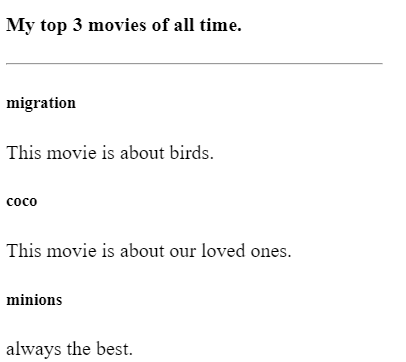 My top 3 movies of all time.
migration
This movie is about birds.
coco
This movie is about our loved ones.
minions
always the best.